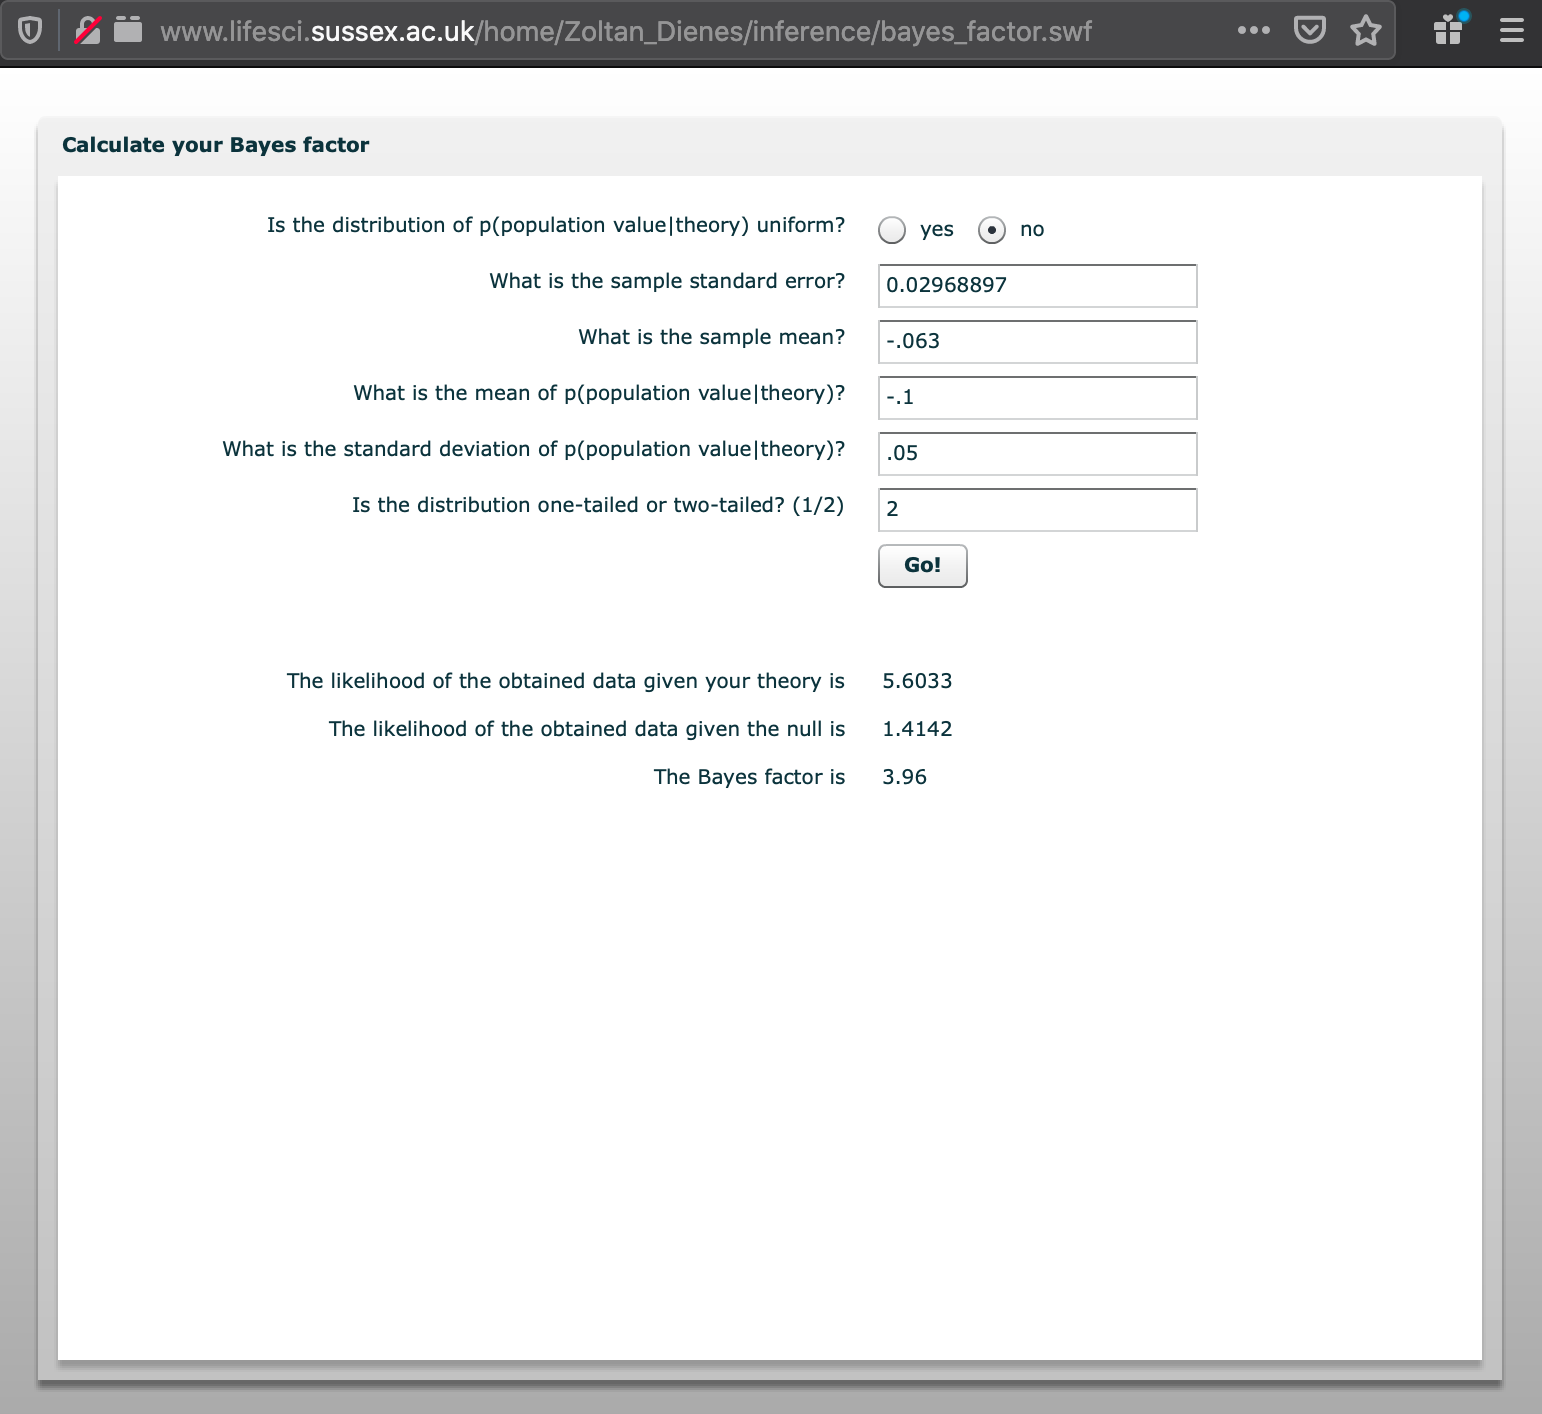 www.lifesci.sussex.ac.uk/home/Zoltan_Dienes/inference/bayes_factor.swf
Calculate your Bayes factor
Is the distribution of p(population value|theory) uniform? yes no
What is the sample standard error? 0.02968897
What is the sample mean? -.063
What is the mean of p(population value|theory)? -.1
What is the standard deviation of p(population value|theory)? .05
Is the distribution one-tailed or two-tailed? (1/2) 2
Go!
The likelihood of the obtained data given your theory is 5.6033
The likelihood of the obtained data given the null is 1.4142
The Bayes factor is 3.96